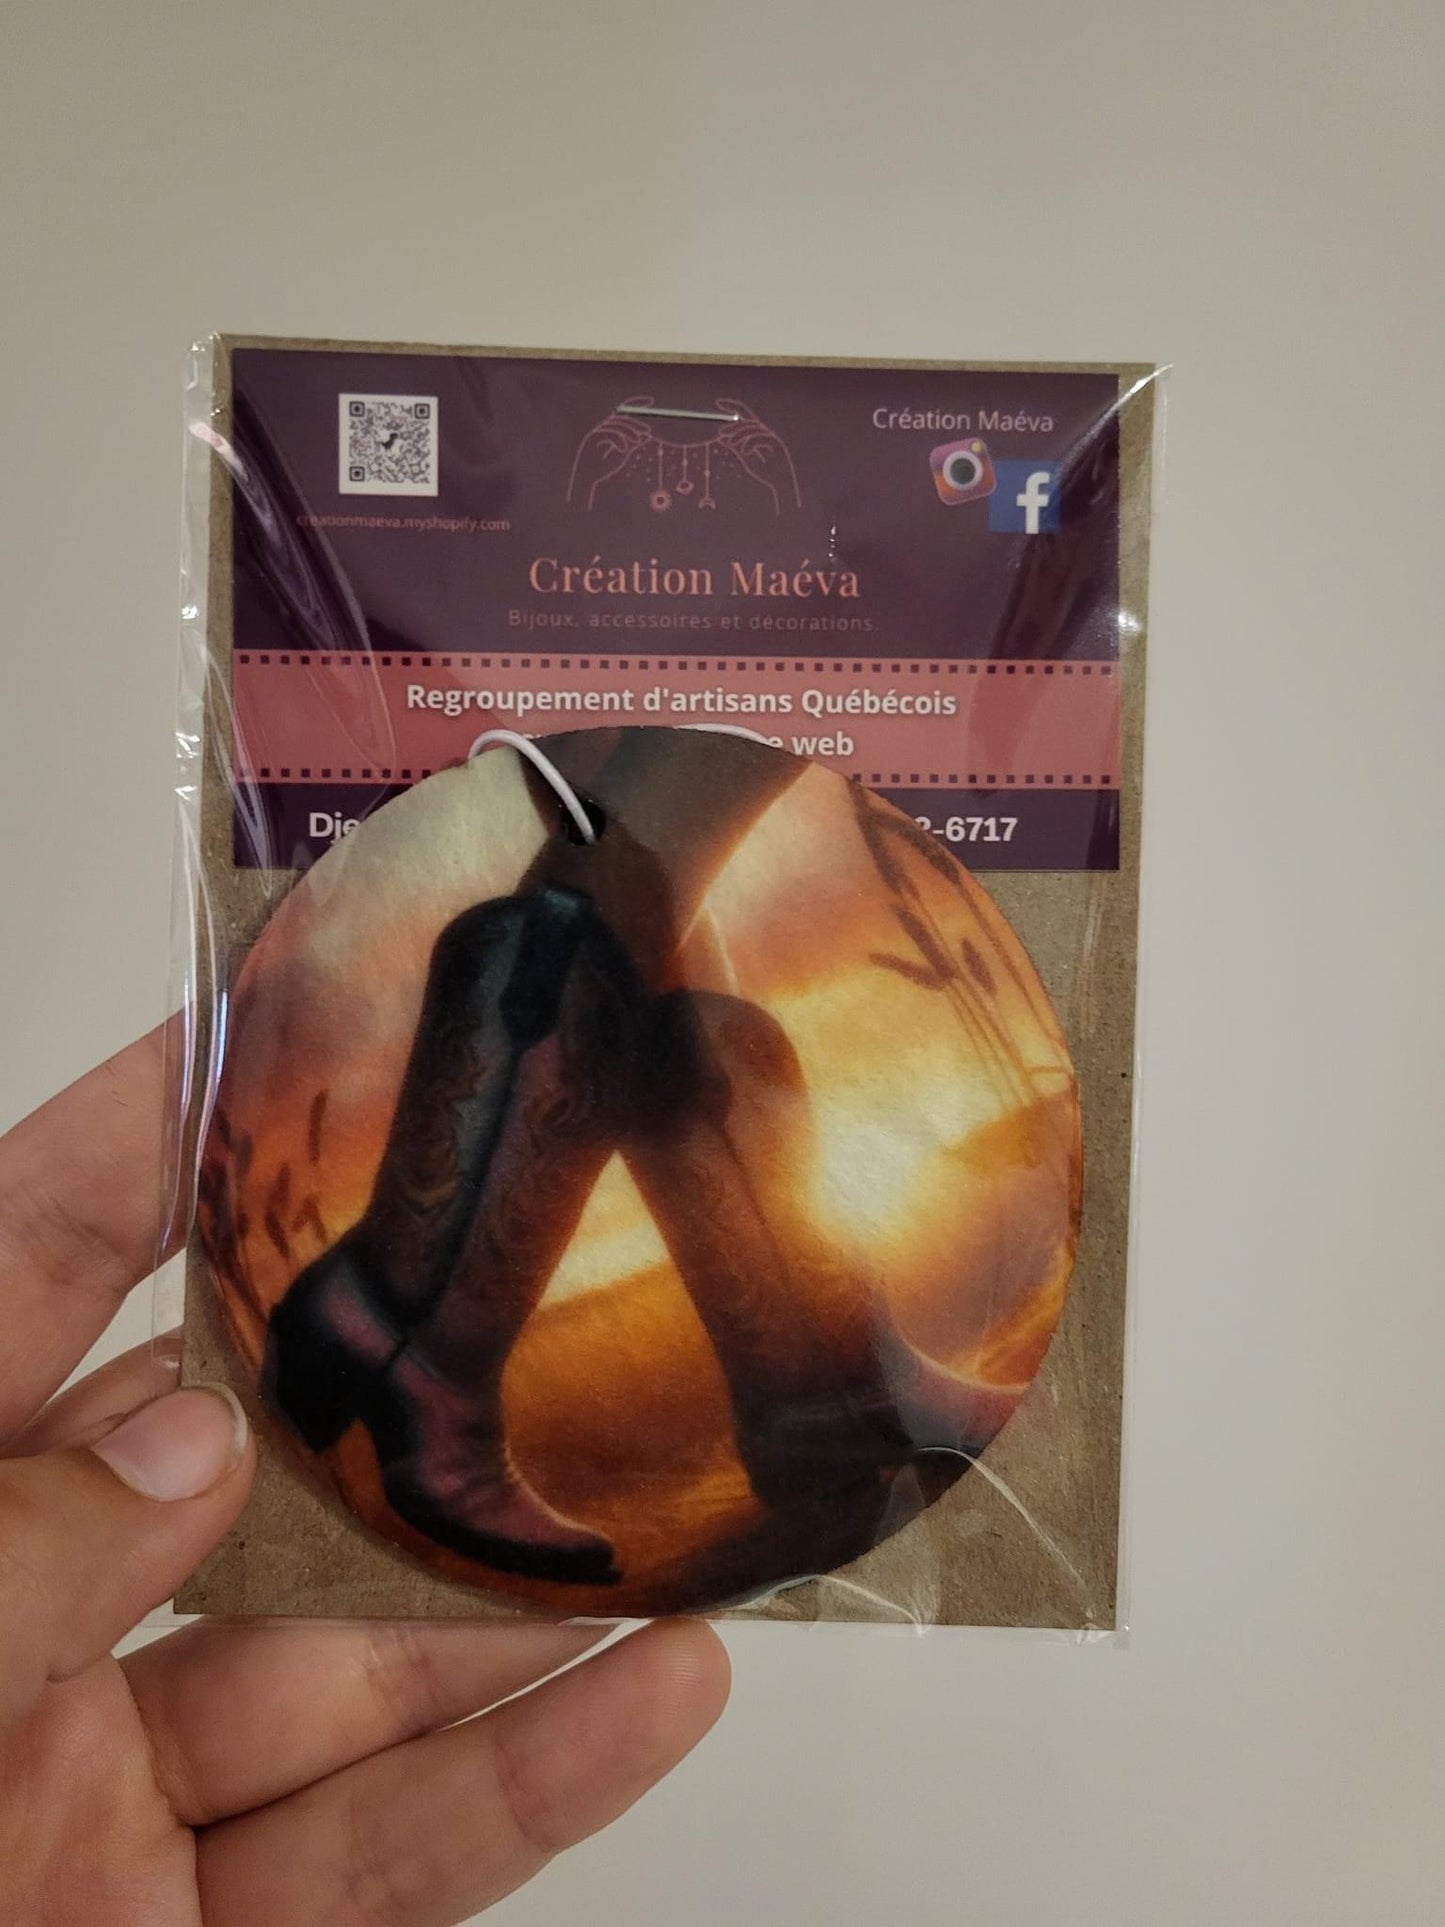 Création Maéva
creationmaeva.myshopify.com
Création Maéva
Bijoux, accessoires et décorations.
Regroupement d'artisans Québécois
web
-6717